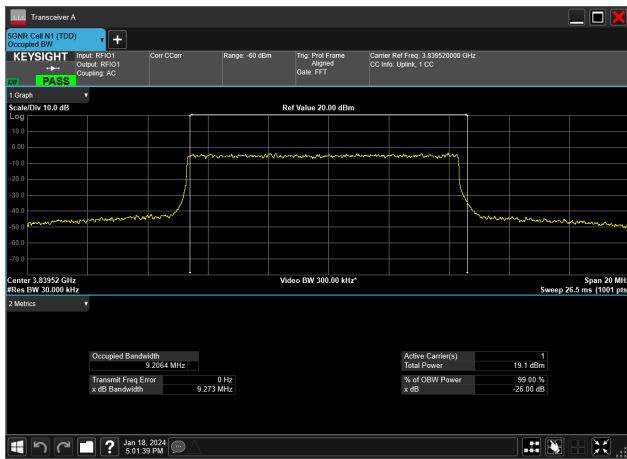 Transceiver A
5GNR Cell N1 (TDD)
Occupied BW
+
KEYSIGHT
Input: RFIO1
Output: RFIO1
Coupling: AC
Corr CCorr
Range: -60 dBm
Trig: Prot Frame
Aligned
Gate: FFT
Carrier Ref Freq: 3.839520000 GHz
CC Info: Uplink, 1 CC
PASS
1 Graph
Scale/Div 10.0 dB
Ref Value 20.00 dBm
Log
10.0
0.00
-10.0
-20.0
-30.0
-40.0
-50.0
-60.0
-70.0
Center 3.83952 GHz
Video BW 300.00 kHz*
Span 20 MHz
#Res BW 30.000 kHz
Sweep 26.5 ms (1001 pts
2 Metrics
Occupied Bandwidth
9.2064 MHz
Transmit Freq Error 0 Hz
x dB Bandwidth 9.273 MHz
Active Carrier(s) 1
Total Power 19.1 dBm
% of OBW Power 99.00 %
x dB -26.00 dB
?
Jan 18, 2024
5:01:39 PM